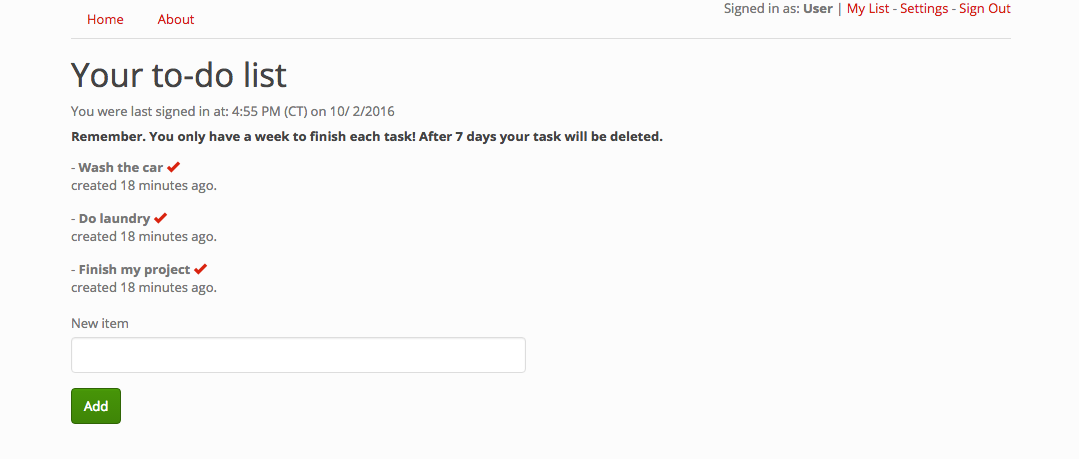 Home About Signed in as: User | My List - Settings - Sign Out
Your to-do list
You were last signed in at: 4:55 PM (CT) on 10/ 2/2016
Remember. You only have a week to finish each task! After 7 days your task will be deleted.
- Wash the car ✔
created 18 minutes ago.
- Do laundry ✔
created 18 minutes ago.
- Finish my project ✔
created 18 minutes ago.
New item
Add